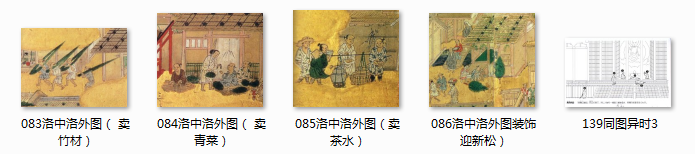 083洛中洛外图（ 卖
竹材）
084洛中洛外图（ 卖
青菜）
085洛中洛外图（卖
茶水）
086洛中洛外图装饰
迎新松）
139同图异时3